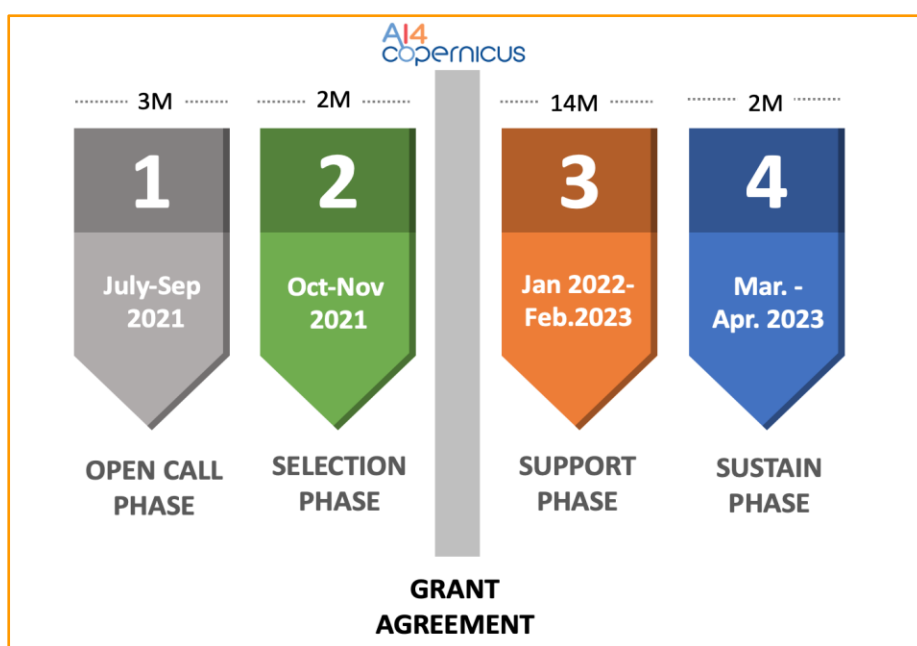 AI4
copernicus
3M
2M
14M
2M
1
2
3
4
July-Sep
2021
Oct-Nov
2021
Jan 2022-
Feb.2023
Mar. -
Apr. 2023
OPEN CALL
PHASE
SELECTION
PHASE
SUPPORT
PHASE
SUSTAIN
PHASE
GRANT
AGREEMENT